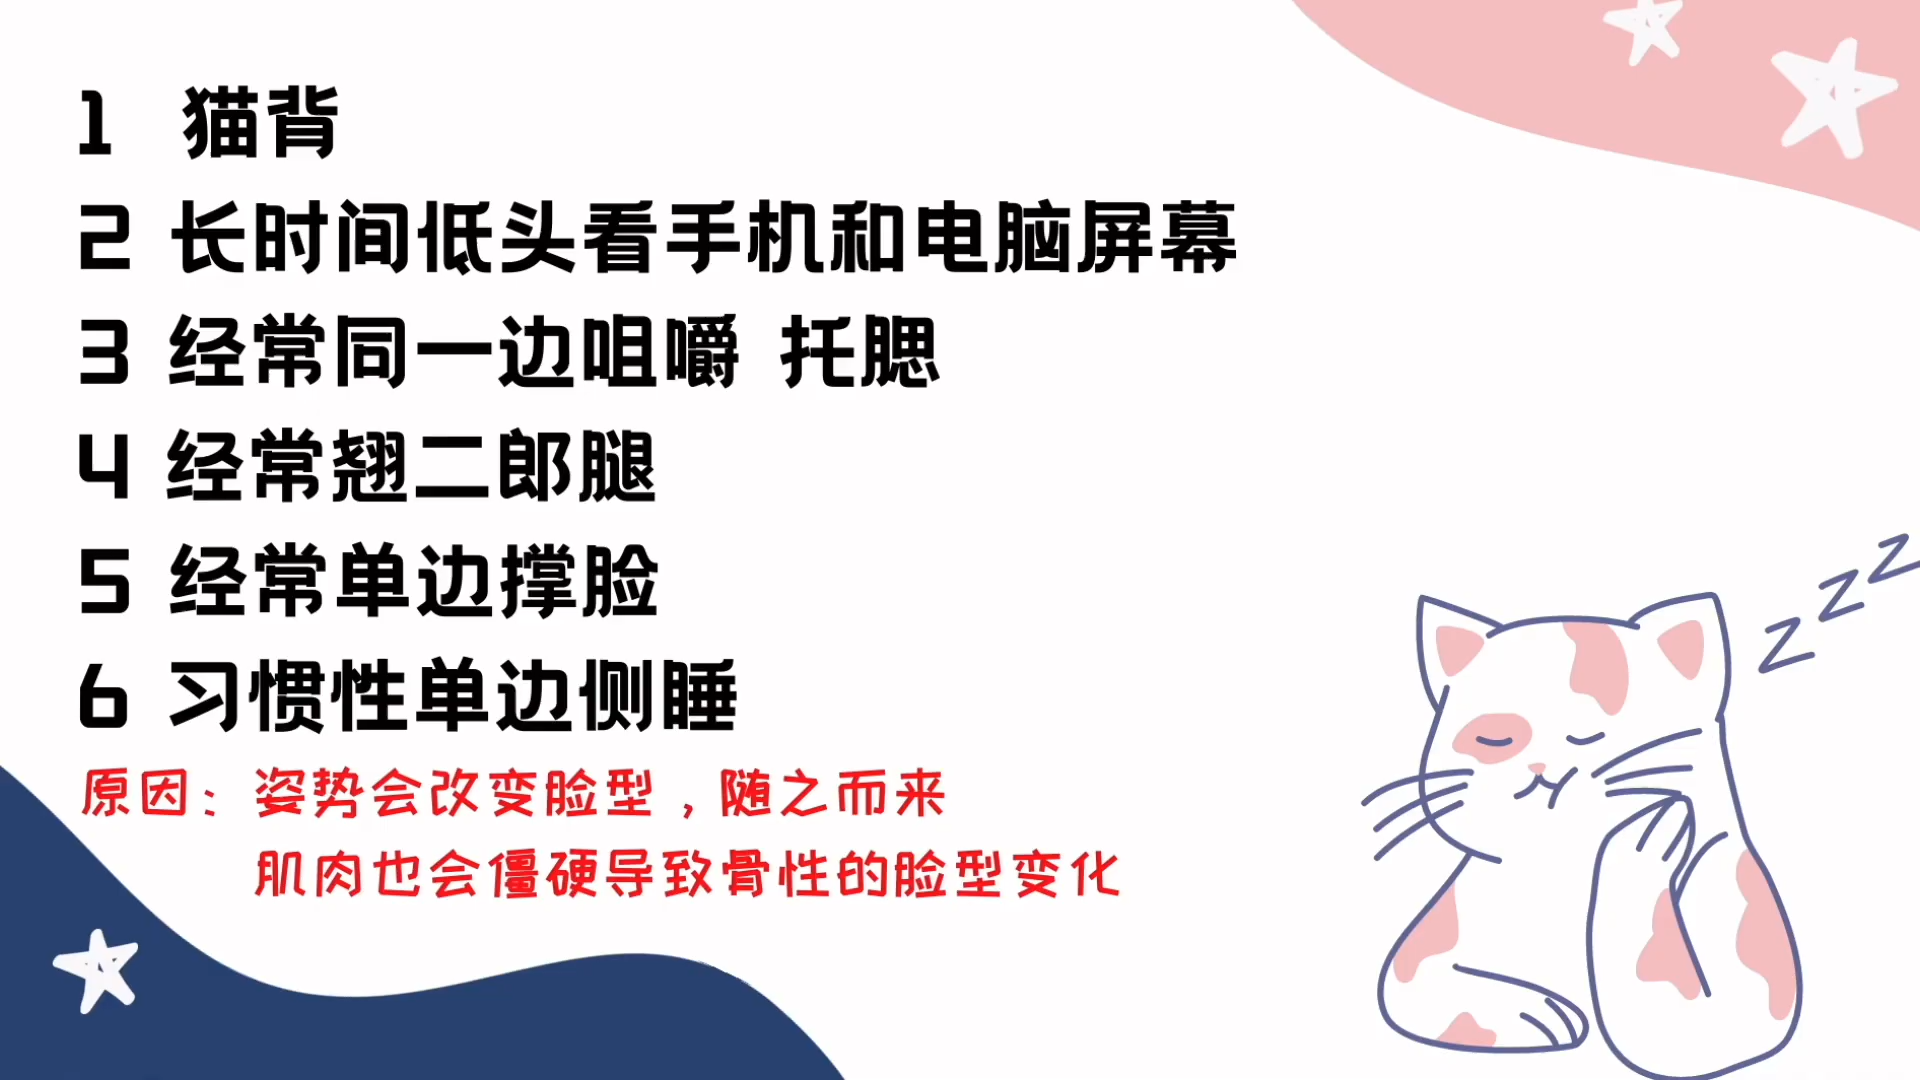 1 猫背
2 长时间低头看手机和电脑屏幕
3 经常同一边咀嚼 托腮
4 经常翘二郎腿
5 经常单边撑脸
6 习惯性单边侧睡
原因：姿势会改变脸型，随之而来
肌肉也会僵硬导致骨性的脸型变化
zzz